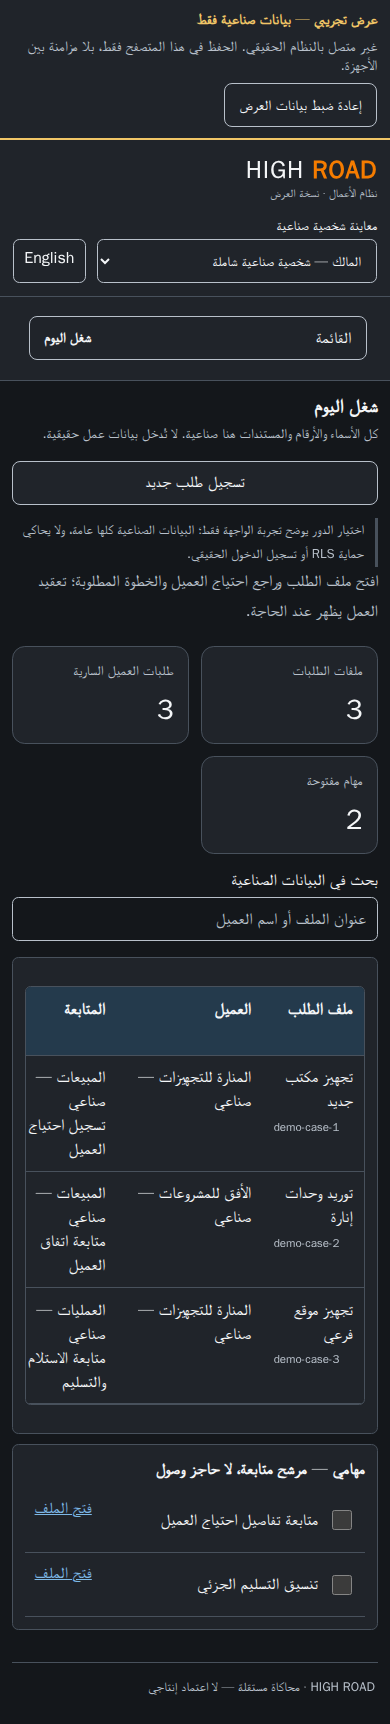 عرض تجريبي — بيانات صناعية فقط
غير متصل بالنظام الحقيقي. الحفظ في هذا المتصفح فقط، بلا مزامنة بين
الأجهزة.
إعادة ضبط بيانات العرض
HIGH ROAD
نظام الأعمال · نسخة العرض
معاينة شخصية صناعية
المالك — شخصية صناعية شاملة
English
القائمة
شغل اليوم
شغل اليوم
كل الأسماء والأرقام والمستندات هنا صناعية. لا تُدخل بيانات عمل حقيقية.
تسجيل طلب جديد
اختيار الدور يوضح تجربة الواجهة فقط؛ البيانات الصناعية كلها عامة، ولا يحاكي
حماية RLS أو تسجيل الدخول الحقيقي.
افتح ملف الطلب وراجع احتياج العميل والخطوة المطلوبة؛ تعقيد
العمل يظهر عند الحاجة.
ملفات الطلبات
3
طلبات العميل السارية
3
مهام مفتوحة
2
بحث في البيانات الصناعية
عنوان الملف أو اسم العميل
ملف الطلب العميل المتابعة
تجهيز مكتب
جديد
demo-case-1
المنارة للتجهيزات —
صناعي
المبيعات —
صناعي
تسجيل احتياج
العميل
توريد وحدات
إنارة
demo-case-2
الأفق للمشروعات —
صناعي
المبيعات —
صناعي
متابعة اتفاق
العميل
تجهيز موقع
فرعي
demo-case-3
المنارة للتجهيزات —
صناعي
العمليات —
صناعي
متابعة الاستلام
والتسليم
مهامي — مرشح متابعة، لا حاجز وصول
متابعة تفاصيل احتياج العميل
فتح الملف
تنسيق التسليم الجزئي
فتح الملف
HIGH ROAD · محاكاة مستقلة — لا اعتماد إنتاجي